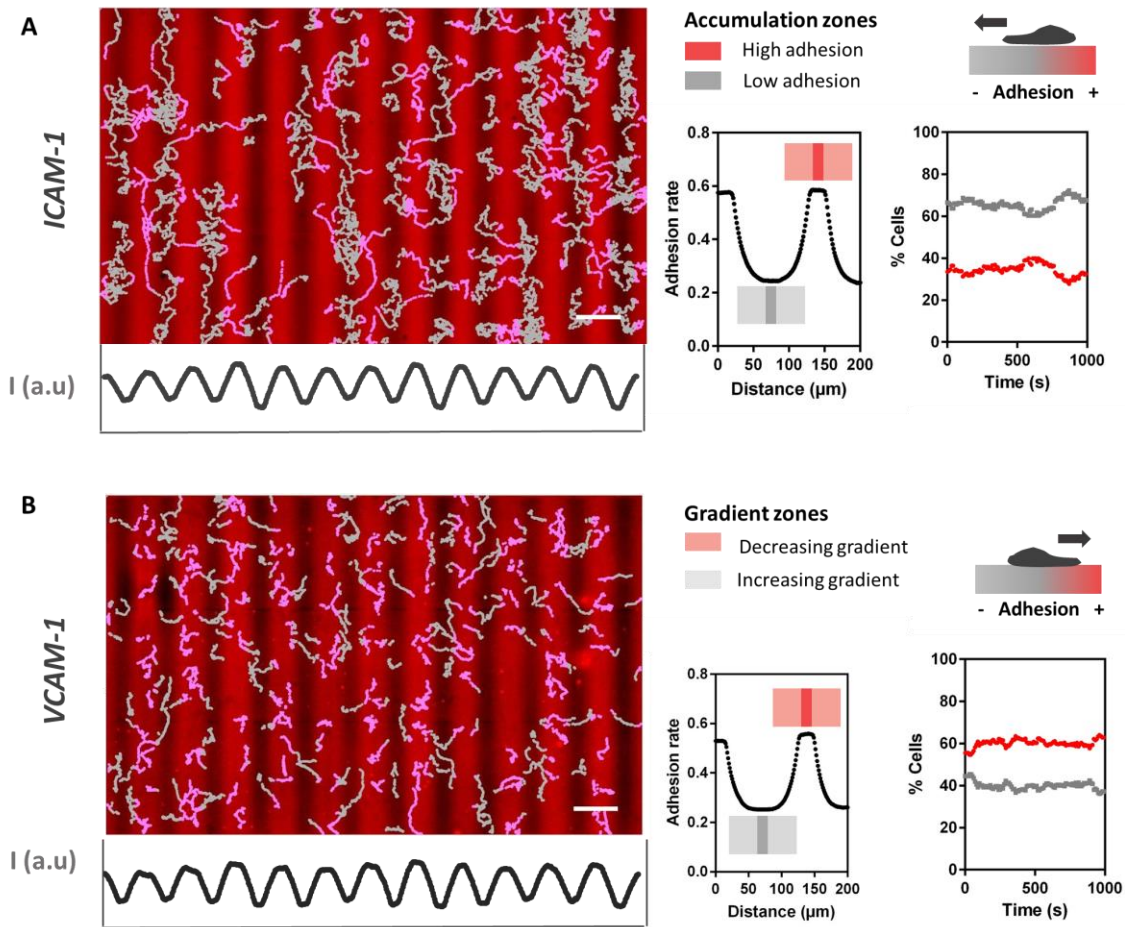 A
ICAM-1
I (a.u)
Accumulation zones
High adhesion
Low adhesion
- Adhesion +
0.8
0.6
0.4
0.2
0.0
Adhesion rate
0 50 100 150 200
Distance (µm)
100
80
60
40
20
0
% Cells
0 500 1000
Time (s)
B
VCAM-1
I (a.u)
Gradient zones
Decreasing gradient
Increasing gradient
- Adhesion +
0.8
0.6
0.4
0.2
0.0
Adhesion rate
0 50 100 150 200
Distance (µm)
100
80
60
40
20
0
% Cells
0 500 1000
Time (s)